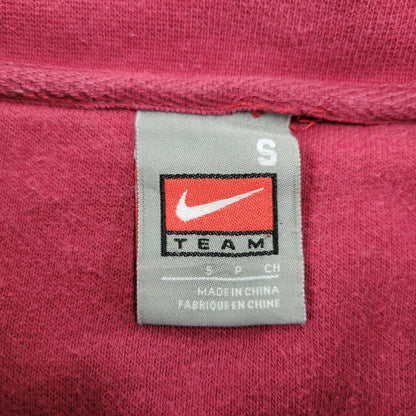 S
TEAM
S P CH
MADE IN CHINA
FABRIQUE EN CHINE